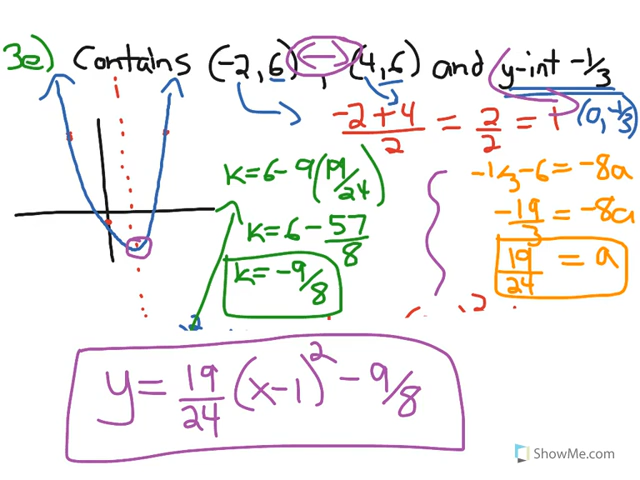 3e) Contains (-2, 6) , (4, 6) and y-int -1/3
(0, -1/3)
-2+4/2 = 2/2 = 1
k = 6 - 9(19/24)
k = 6 - 57/8
k = -9/8
-1/3 - 6 = -8a
-19/3 = -8a
19/24 = a
2
2
y = 19/24 (x-1)² - 9/8
ShowMe.com